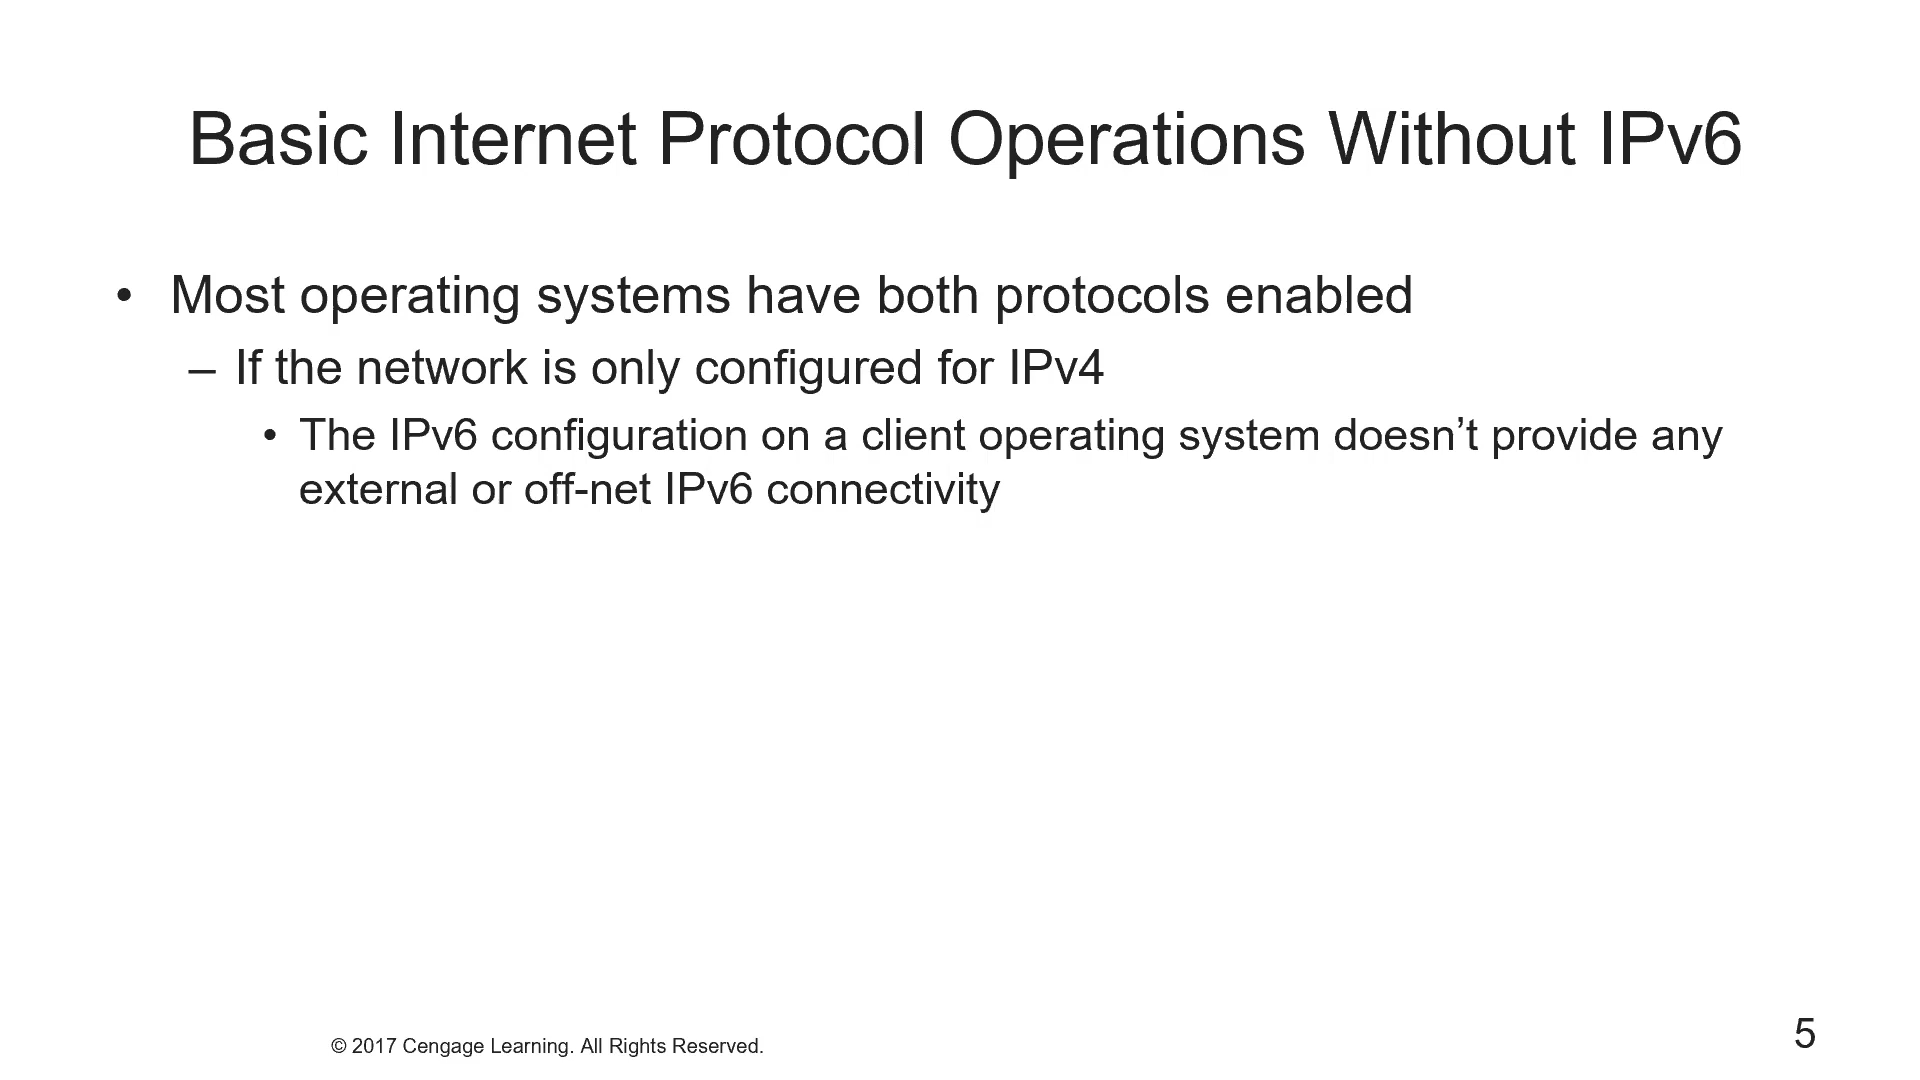 Basic Internet Protocol Operations Without IPv6
• Most operating systems have both protocols enabled
– If the network is only configured for IPv4
• The IPv6 configuration on a client operating system doesn’t provide any
external or off-net IPv6 connectivity
© 2017 Cengage Learning. All Rights Reserved.
5